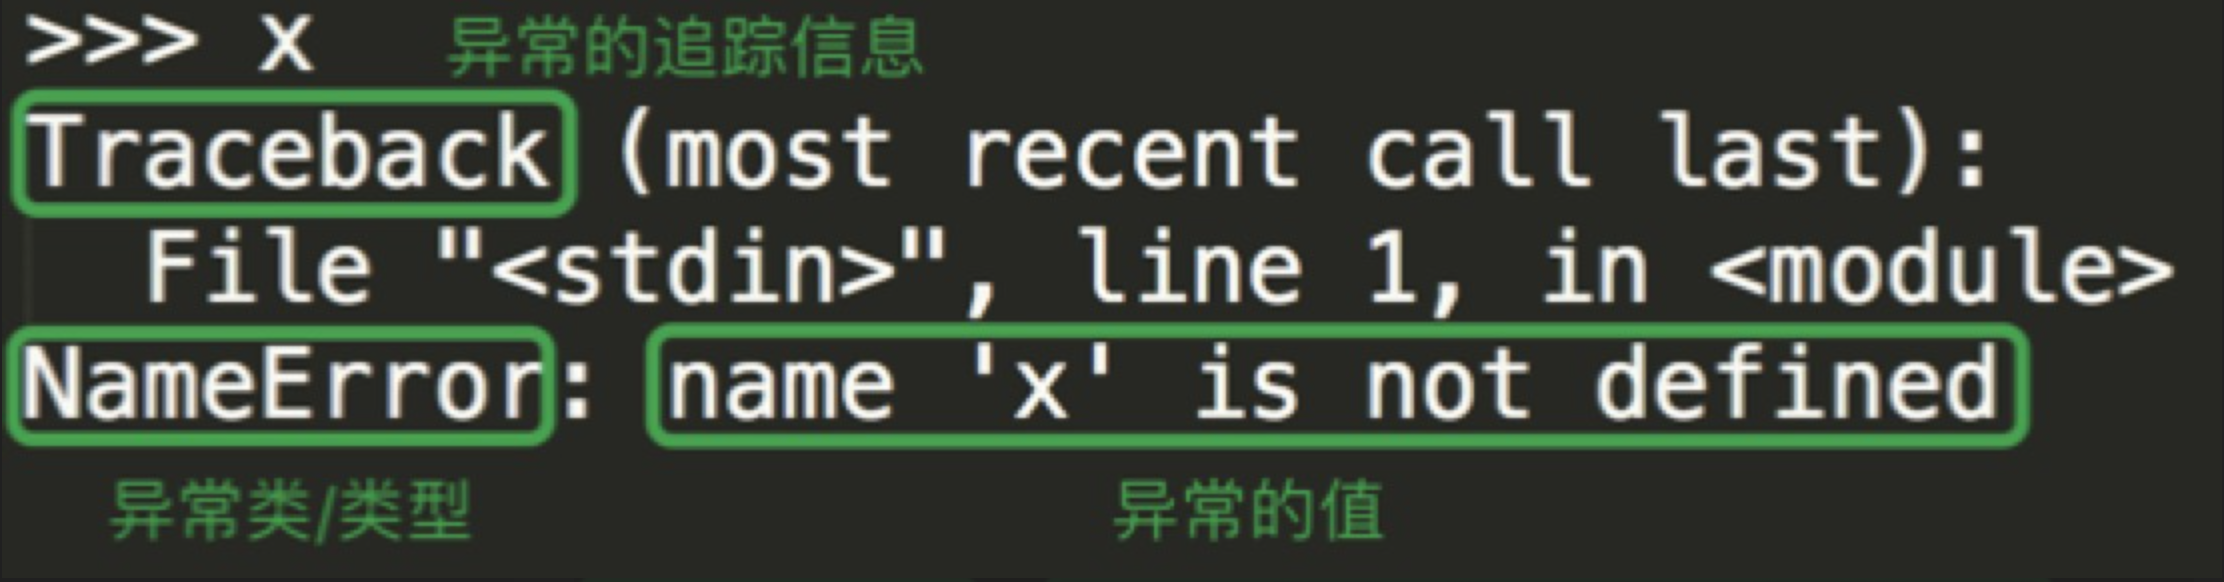 >>> x 异常的追踪信息
Traceback (most recent call last):
  File "<stdin>", line 1, in <module>
NameError: name 'x' is not defined
异常类/类型 异常的值